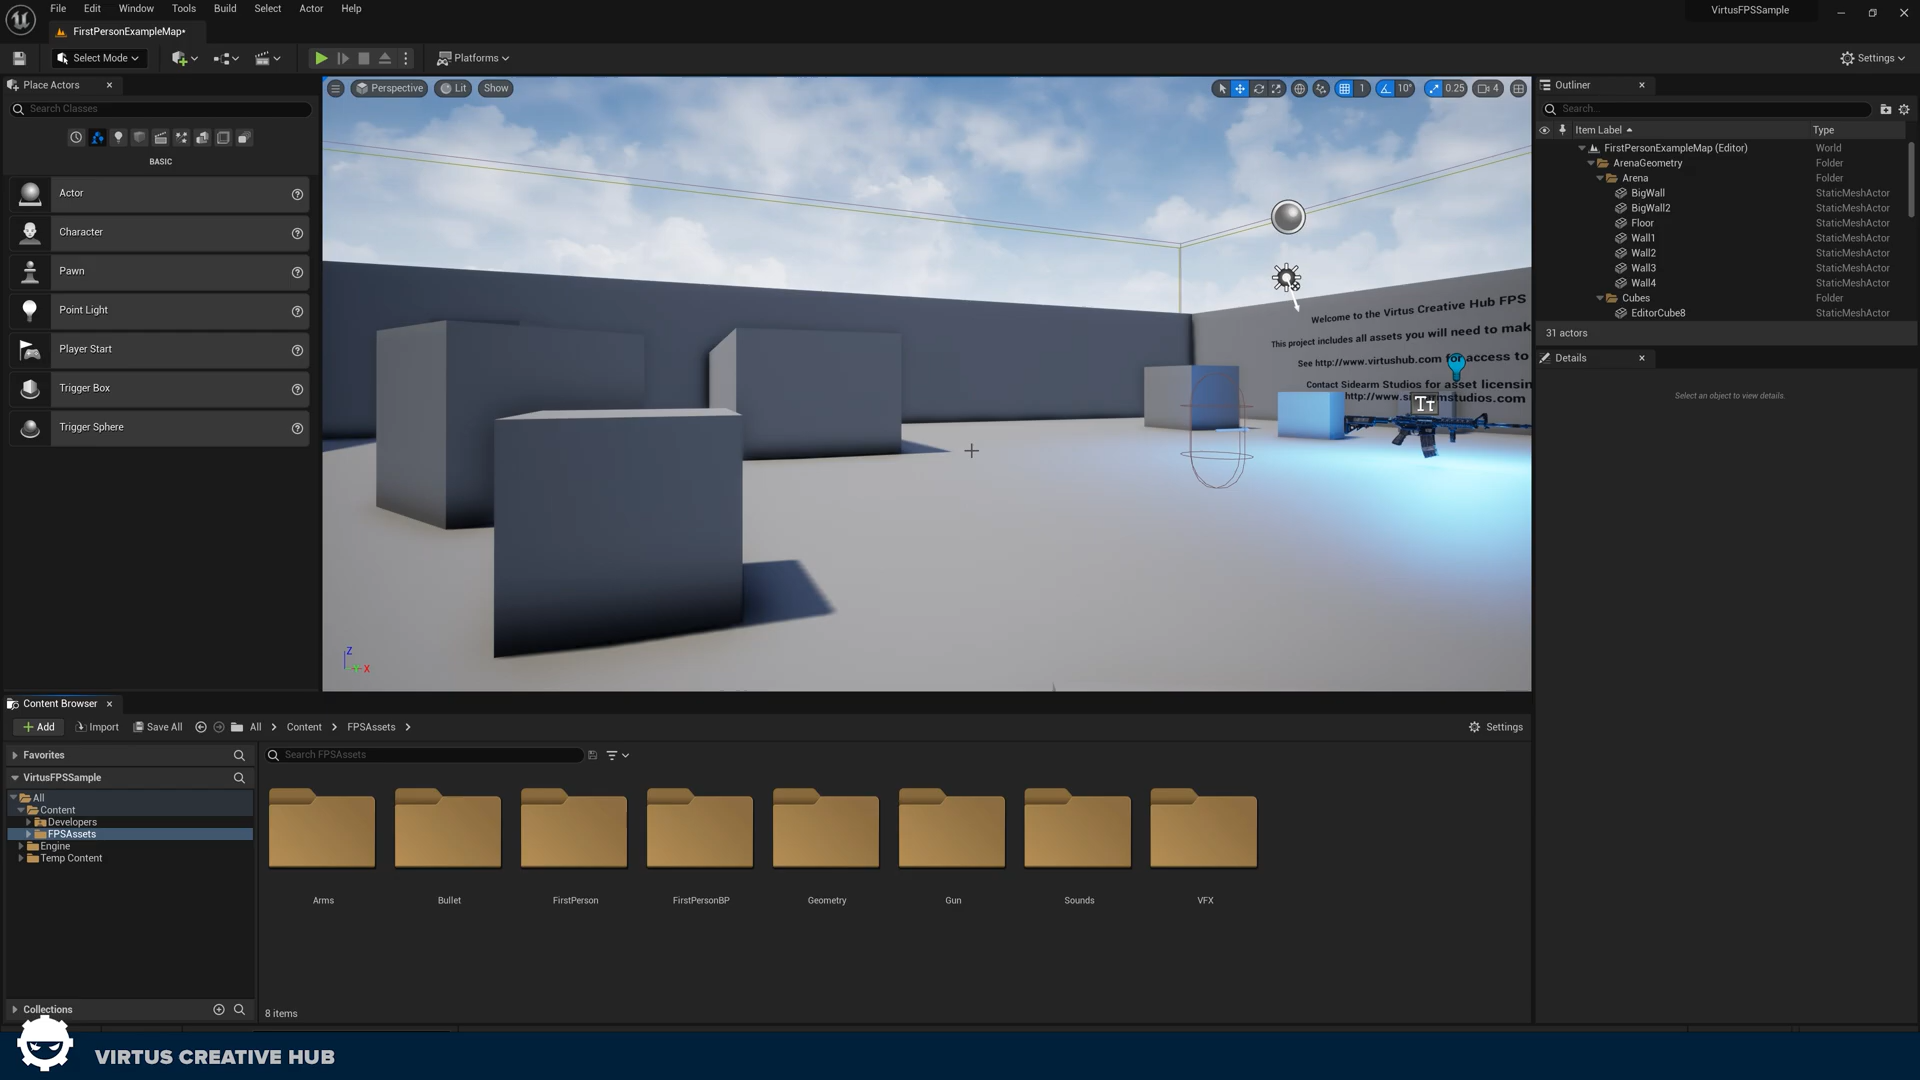 File Edit Window Tools Build Select Actor Help
VirtusFPSSample
FirstPersonExampleMap*
Select Mode
Platforms
Settings
Place Actors
Search Classes
BASIC
Actor
Character
Pawn
Point Light
Player Start
Trigger Box
Trigger Sphere
Perspective Lit Show
1 10° 0.25 4
Welcome to the Virtus Creative Hub FPS
This project includes all assets you will need to mak
See http://www.virtushub.com for access to
Contact Sidearm Studios for asset licensin
Tt
Z
X
Outliner
Search...
Item Label Type
FirstPersonExampleMap (Editor) World
ArenaGeometry Folder
Arena Folder
BigWall StaticMeshActor
BigWall2 StaticMeshActor
Floor StaticMeshActor
Wall1 StaticMeshActor
Wall2 StaticMeshActor
Wall3 StaticMeshActor
Wall4 StaticMeshActor
Cubes Folder
EditorCube8 StaticMeshActor
31 actors
Details
Select an object to view details.
Content Browser
Add Import Save All All Content FPSAssets
Settings
Favorites
VirtusFPSSample
All
Content
Developers
FPSAssets
Engine
Temp Content
Collections
Search FPSAssets
Arms Bullet FirstPerson FirstPersonBP Geometry Gun Sounds VFX
8 items
VIRTUS CREATIVE HUB